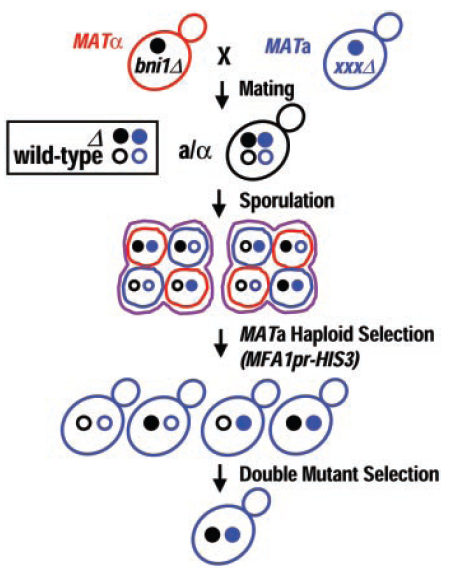 MATα
bni1Δ
X
MATa
xxxΔ
Mating
Δ
wild-type
a/α
Sporulation
MATa Haploid Selection
(MFA1pr-HIS3)
Double Mutant Selection